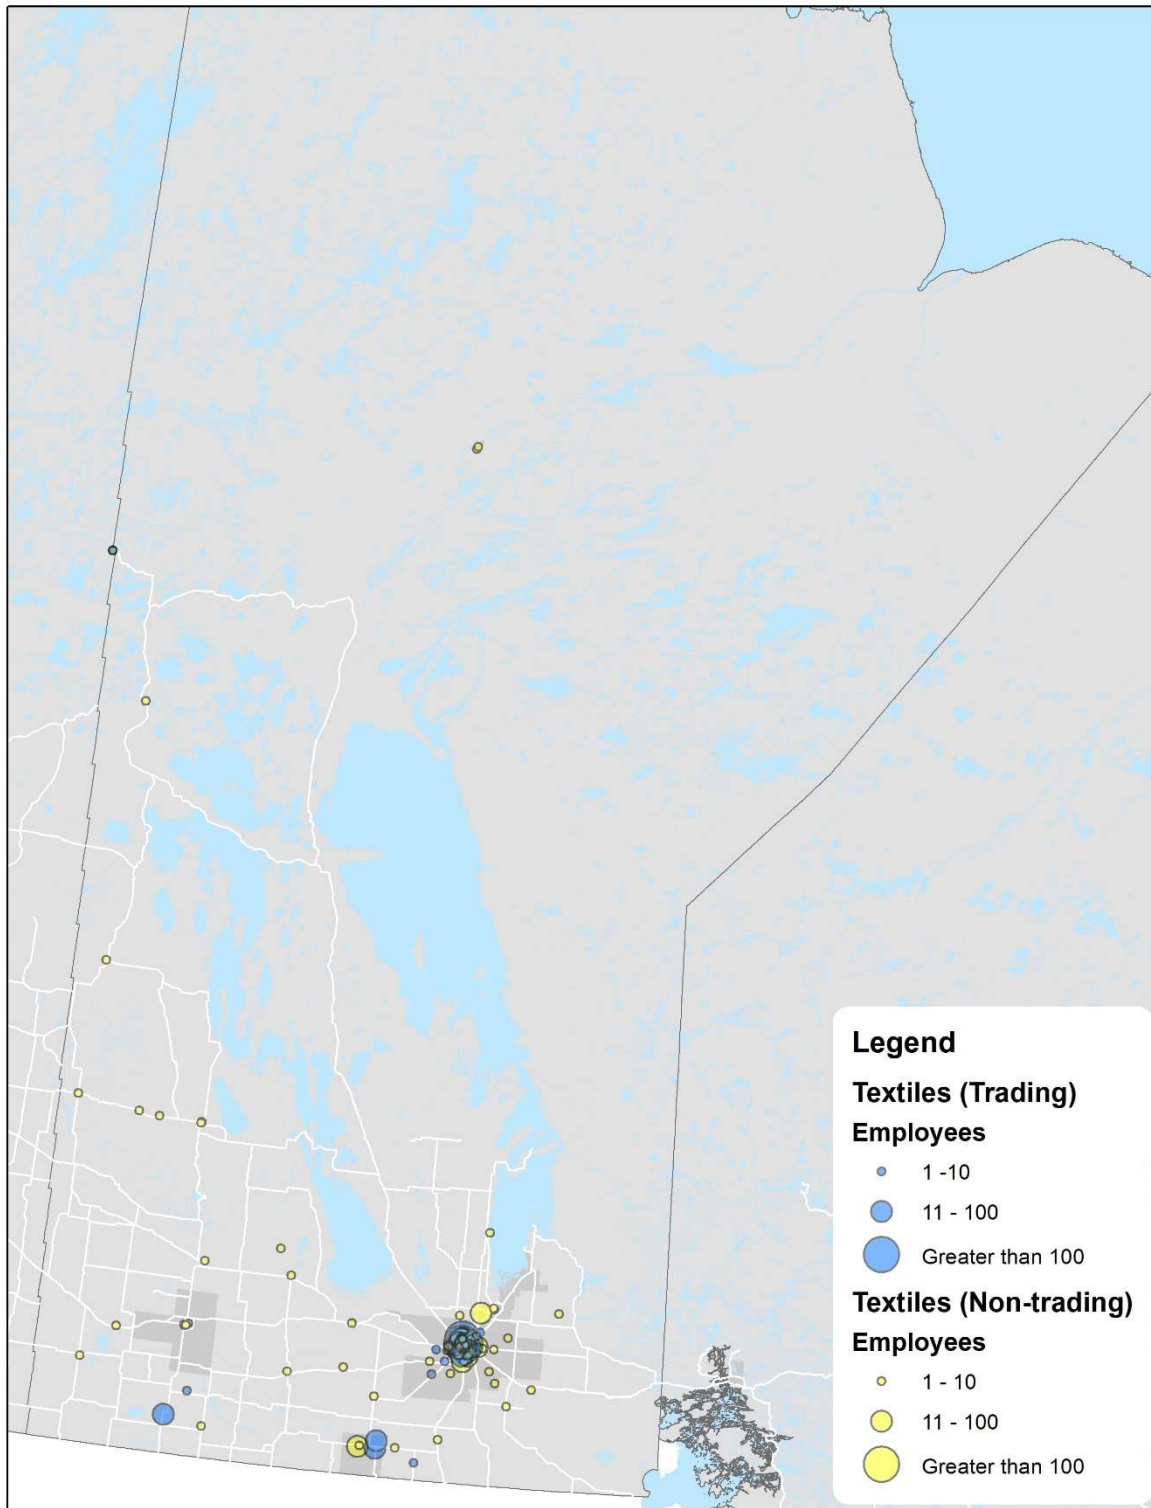 Legend
Textiles (Trading)
Employees
1 -10
11 - 100
Greater than 100
Textiles (Non-trading)
Employees
1 - 10
11 - 100
Greater than 100